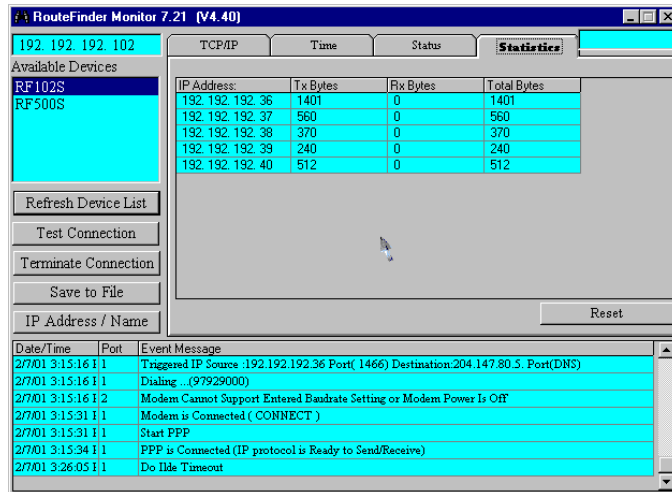 RouteFinder Monitor 7.21 (V4.40)
192. 192. 192. 102
TCP/IP Time Status Statistics
Available Devices
RF102S
RF500S
IP Address: Tx Bytes Rx Bytes Total Bytes
192. 192. 192. 36 1401 0 1401
192. 192. 192. 37 560 0 560
192. 192. 192. 38 370 0 370
192. 192. 192. 39 240 0 240
192. 192. 192. 40 512 0 512
Refresh Device List
Test Connection
Terminate Connection
Save to File
IP Address / Name
Reset
Date/Time Port Event Message
2/7/01 3:15:16 1 Triggered IP Source :192.192.192.36 Port( 1466) Destination:204.147.80.5. Port(DNS)
2/7/01 3:15:16 1 Dialing ...(97929000)
2/7/01 3:15:16 2 Modem Cannot Support Entered Baudrate Setting or Modem Power Is Off
2/7/01 3:15:31 1 Modem is Connected ( CONNECT )
2/7/01 3:15:31 1 Start PPP
2/7/01 3:15:34 1 PPP is Connected (IP protocol is Ready to Send/Receive)
2/7/01 3:26:05 1 Do Ilde Timeout